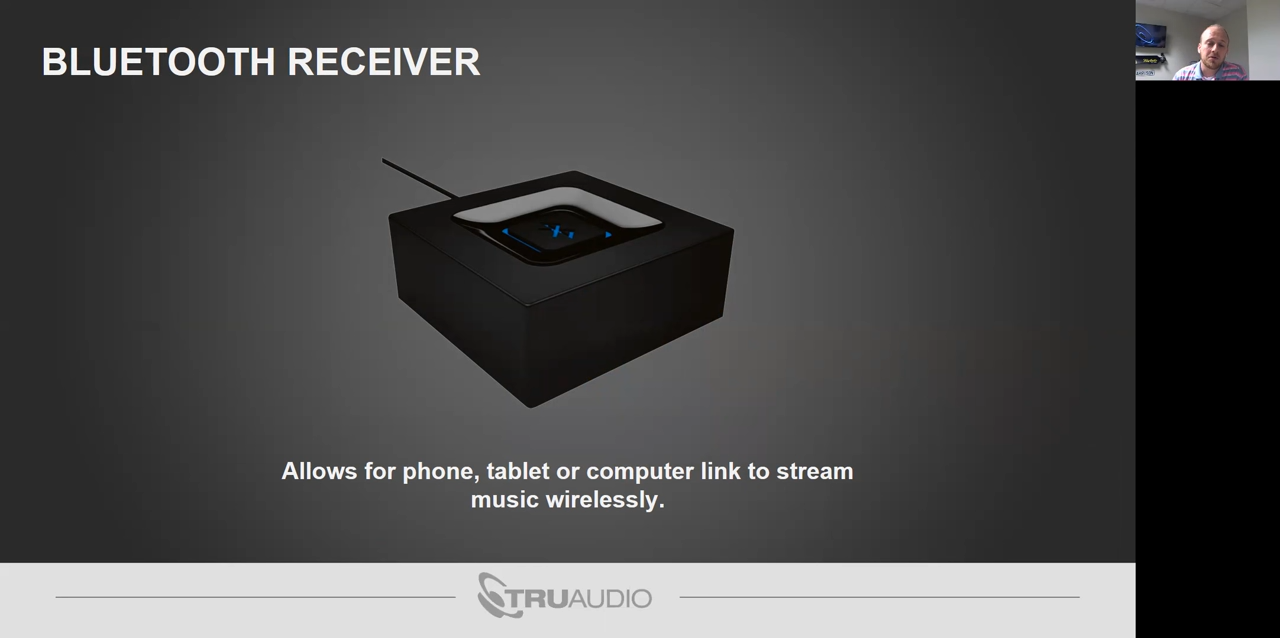 BLUETOOTH RECEIVER
Allows for phone, tablet or computer link to stream
music wirelessly.
TRUAUDIO